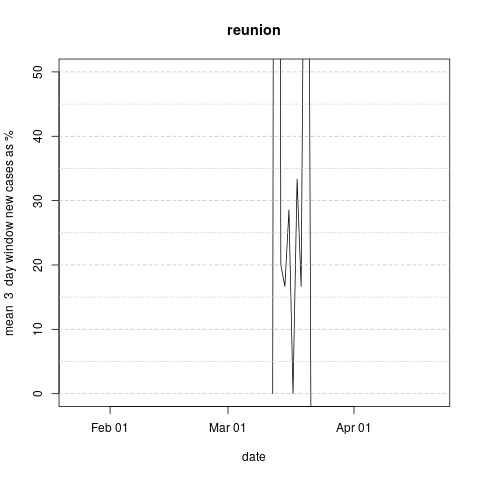 reunion
mean  3  day window new cases as %
50
40
30
20
10
0
Feb 01
Mar 01
Apr 01
date